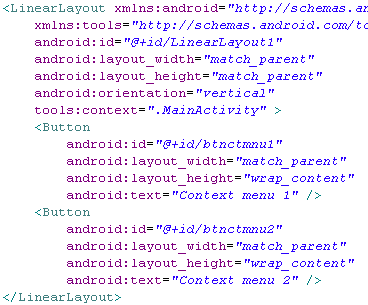 <LinearLayout xmlns:android="http://schemas.an
xmlns:tools="http://schemas.android.com/to
android:id="@+id/LinearLayout1"
android:layout_width="match_parent"
android:layout_height="match_parent"
android:orientation="vertical"
tools:context=".MainActivity" >
<Button
android:id="@+id/btnctmnu1"
android:layout_width="match_parent"
android:layout_height="wrap_content"
android:text="Context menu 1" />
<Button
android:id="@+id/btnctmnu2"
android:layout_width="match_parent"
android:layout_height="wrap_content"
android:text="Context menu 2" />
</LinearLayout>